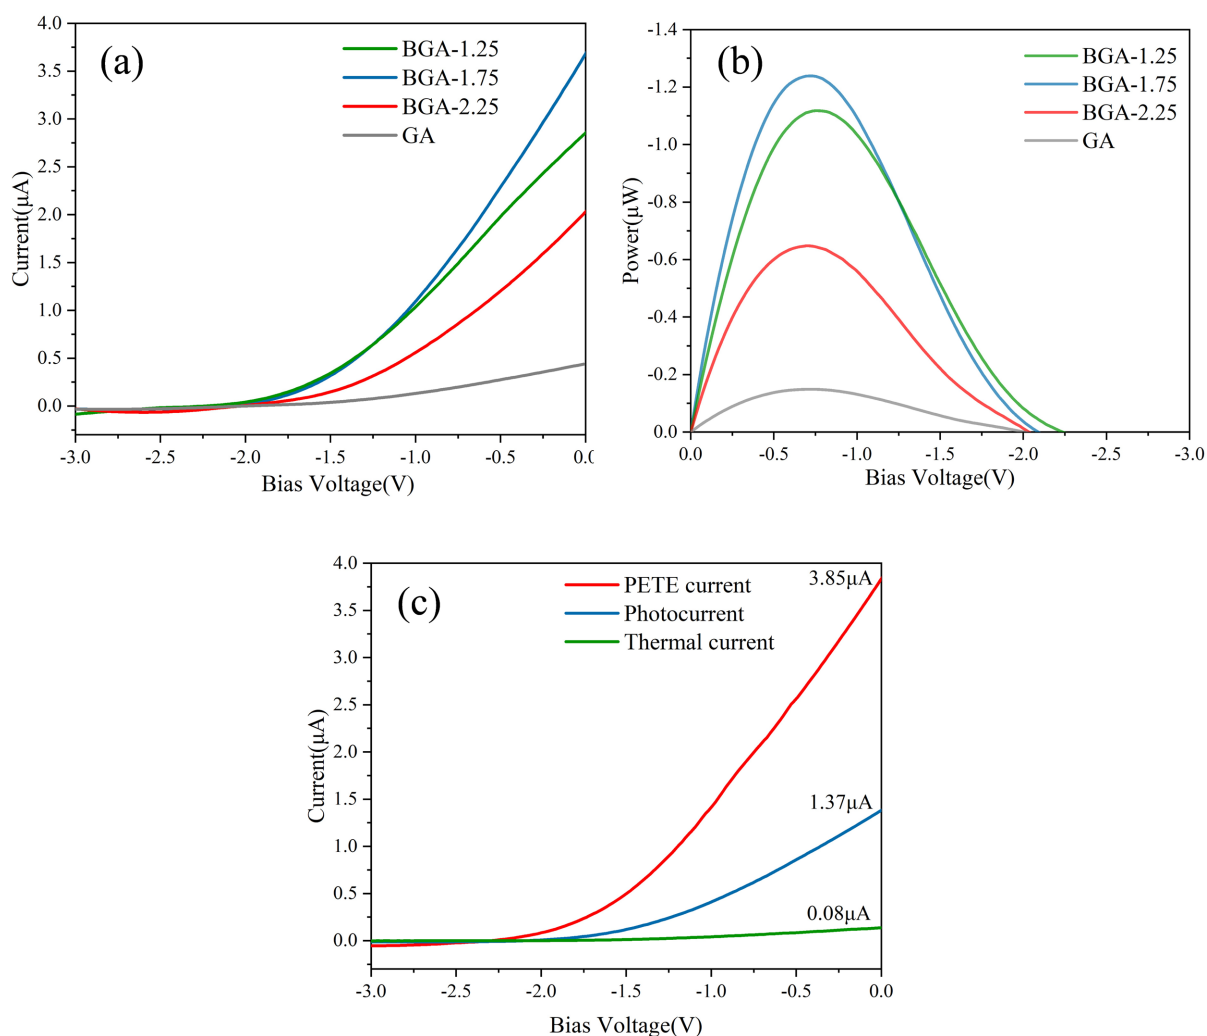 (a)
BGA-1.25
BGA-1.75
BGA-2.25
GA
Current(μA)
4.0
3.5
3.0
2.5
2.0
1.5
1.0
0.5
0.0
-3.0 -2.5 -2.0 -1.5 -1.0 -0.5 0.0
Bias Voltage(V)
(b)
BGA-1.25
BGA-1.75
BGA-2.25
GA
Power(μW)
-1.4
-1.2
-1.0
-0.8
-0.6
-0.4
-0.2
0.0
0.0 -0.5 -1.0 -1.5 -2.0 -2.5 -3.0
Bias Voltage(V)
(c)
PETE current
Photocurrent
Thermal current
3.85μA
1.37μA
0.08μA
Current(μA)
4.0
3.5
3.0
2.5
2.0
1.5
1.0
0.5
0.0
-3.0 -2.5 -2.0 -1.5 -1.0 -0.5 0.0
Bias Voltage(V)